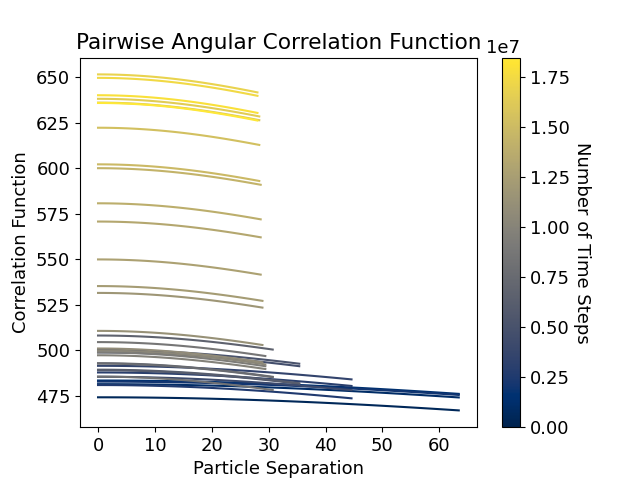 Pairwise Angular Correlation Function
1e7
650
625
600
575
550
525
500
475
Correlation Function
0 10 20 30 40 50 60
Particle Separation
1.75
1.50
1.25
1.00
0.75
0.50
0.25
0.00
Number of Time Steps